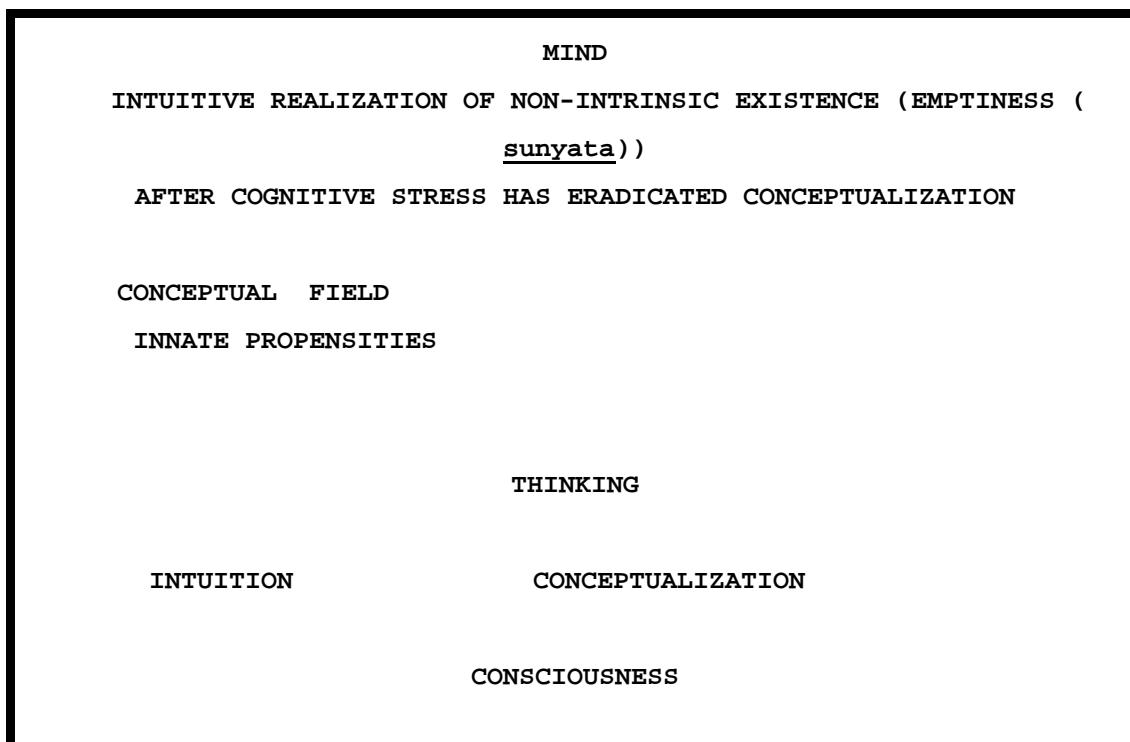 MIND
INTUITIVE REALIZATION OF NON-INTRINSIC EXISTENCE (EMPTINESS (
sunyata))
AFTER COGNITIVE STRESS HAS ERADICATED CONCEPTUALIZATION
CONCEPTUAL FIELD
INNATE PROPENSITIES
THINKING
INTUITION CONCEPTUALIZATION
CONSCIOUSNESS